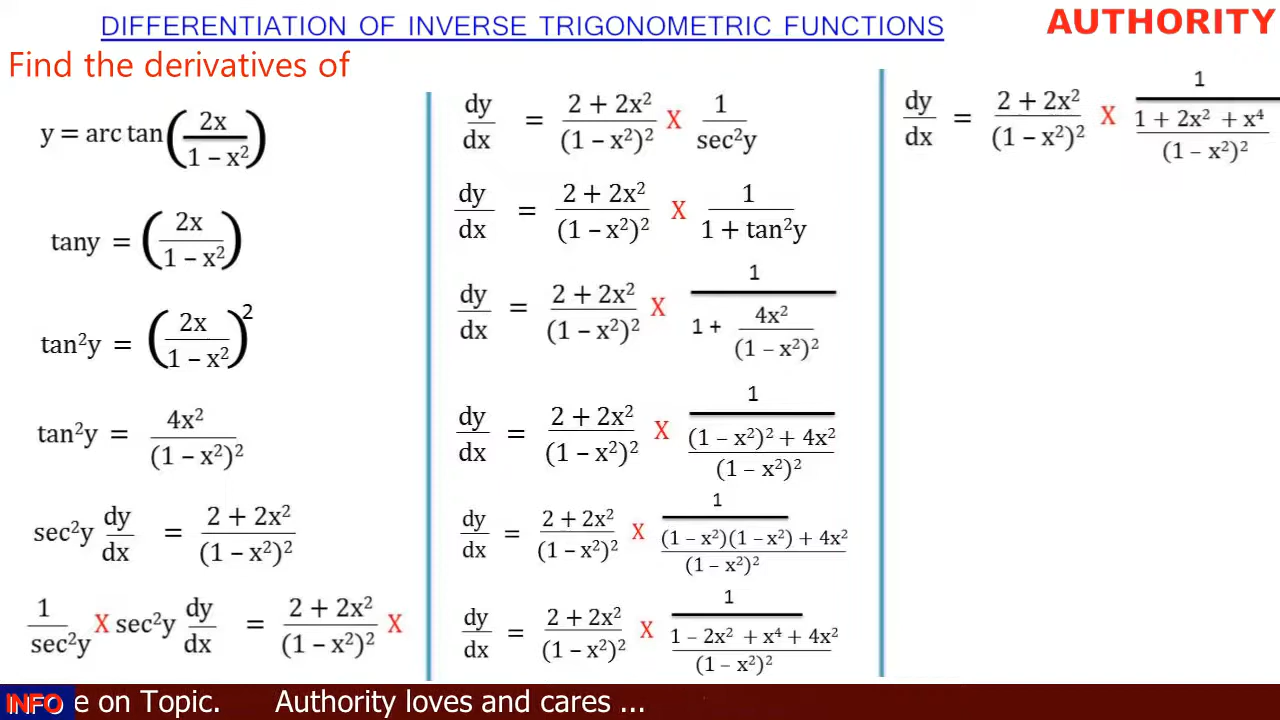 DIFFERENTIATION OF INVERSE TRIGONOMETRIC FUNCTIONS
AUTHORITY
Find the derivatives of
y = arc tan(2x / 1 – x²)
tany = (2x / 1 – x²)
tan²y = (2x / 1 – x²)²
tan²y = 4x² / (1 – x²)²
sec²y dy/dx = 2 + 2x² / (1 – x²)²
1 / sec²y X sec²y dy/dx = 2 + 2x² / (1 – x²)² X
dy/dx = 2 + 2x² / (1 – x²)² X 1 / sec²y
dy/dx = 2 + 2x² / (1 – x²)² X 1 / 1 + tan²y
dy/dx = 2 + 2x² / (1 – x²)² X 1 / 1 + 4x² / (1 – x²)²
dy/dx = 2 + 2x² / (1 – x²)² X 1 / (1 – x²)² + 4x² / (1 – x²)²
dy/dx = 2 + 2x² / (1 – x²)² X 1 / (1 – x²)(1 – x²) + 4x² / (1 – x²)²
dy/dx = 2 + 2x² / (1 – x²)² X 1 / 1 – 2x² + x⁴ + 4x² / (1 – x²)²
dy/dx = 2 + 2x² / (1 – x²)² X 1 / 1 + 2x² + x⁴ / (1 – x²)²
INFO e on Topic. Authority loves and cares ...